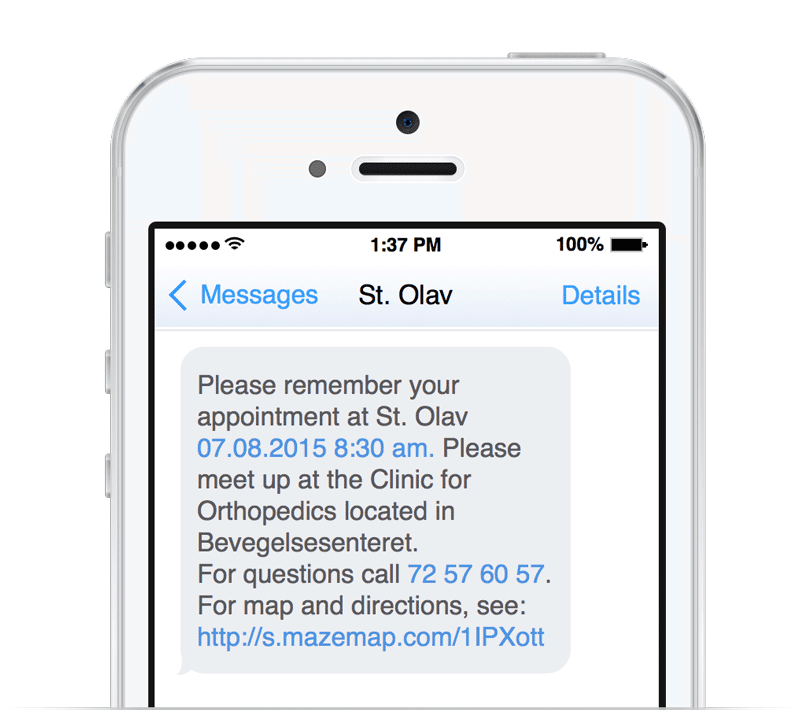 1:37 PM 100%
Messages St. Olav Details
Please remember your
appointment at St. Olav
07.08.2015 8:30 am. Please
meet up at the Clinic for
Orthopedics located in
Bevegelsesenteret.
For questions call 72 57 60 57.
For map and directions, see:
http://s.mazemap.com/1IPXott